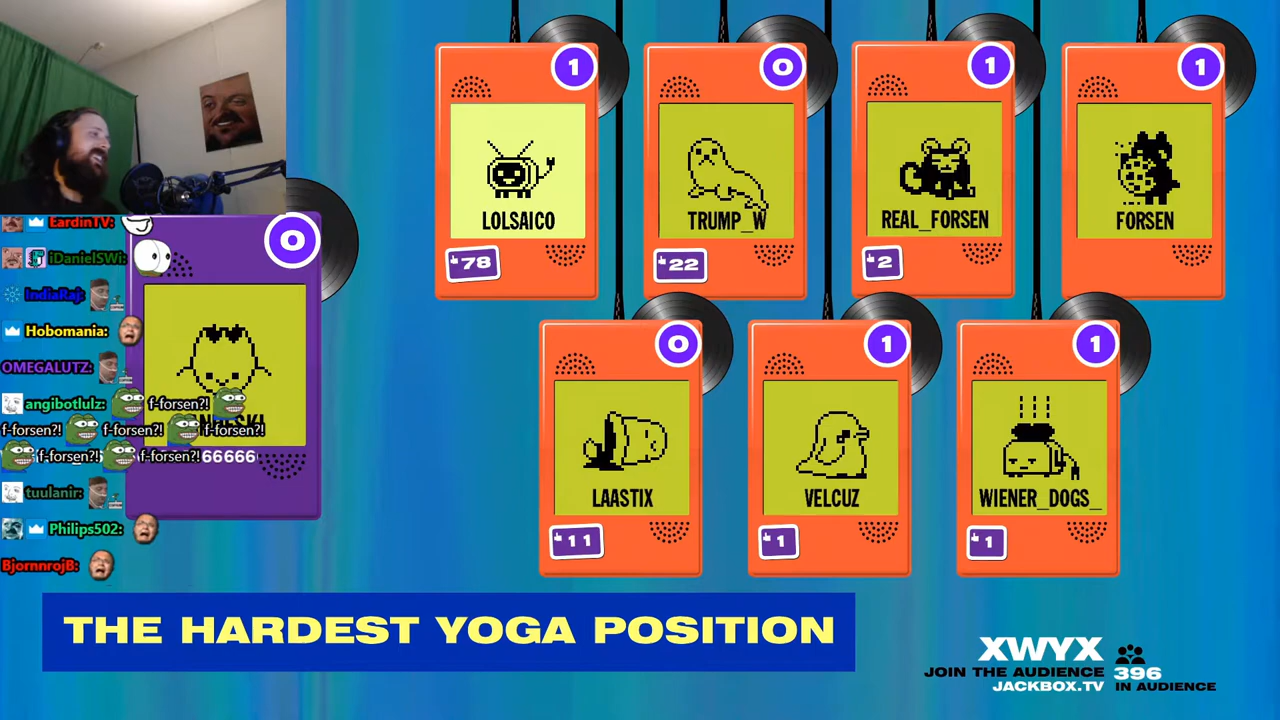 1
0
1
1
LOLSAICO
TRUMP_W
REAL_FORSEN
FORSEN
78
22
2
EardinTV:
iDanielSWi:
IndiaRaj:
Hobomania:
OMEGALUTZ:
angibotlulz: f-forsen?!
f-forsen?! f-forsen?! f-forsen?!
f-forsen?! f-forsen?!
tuulanir:
Philips502:
BjornnrojB:
0
66666
0
1
1
LAASTIX
VELCUZ
WIENER_DOGS_
11
1
1
THE HARDEST YOGA POSITION
XWYX
JOIN THE AUDIENCE 396
JACKBOX.TV IN AUDIENCE